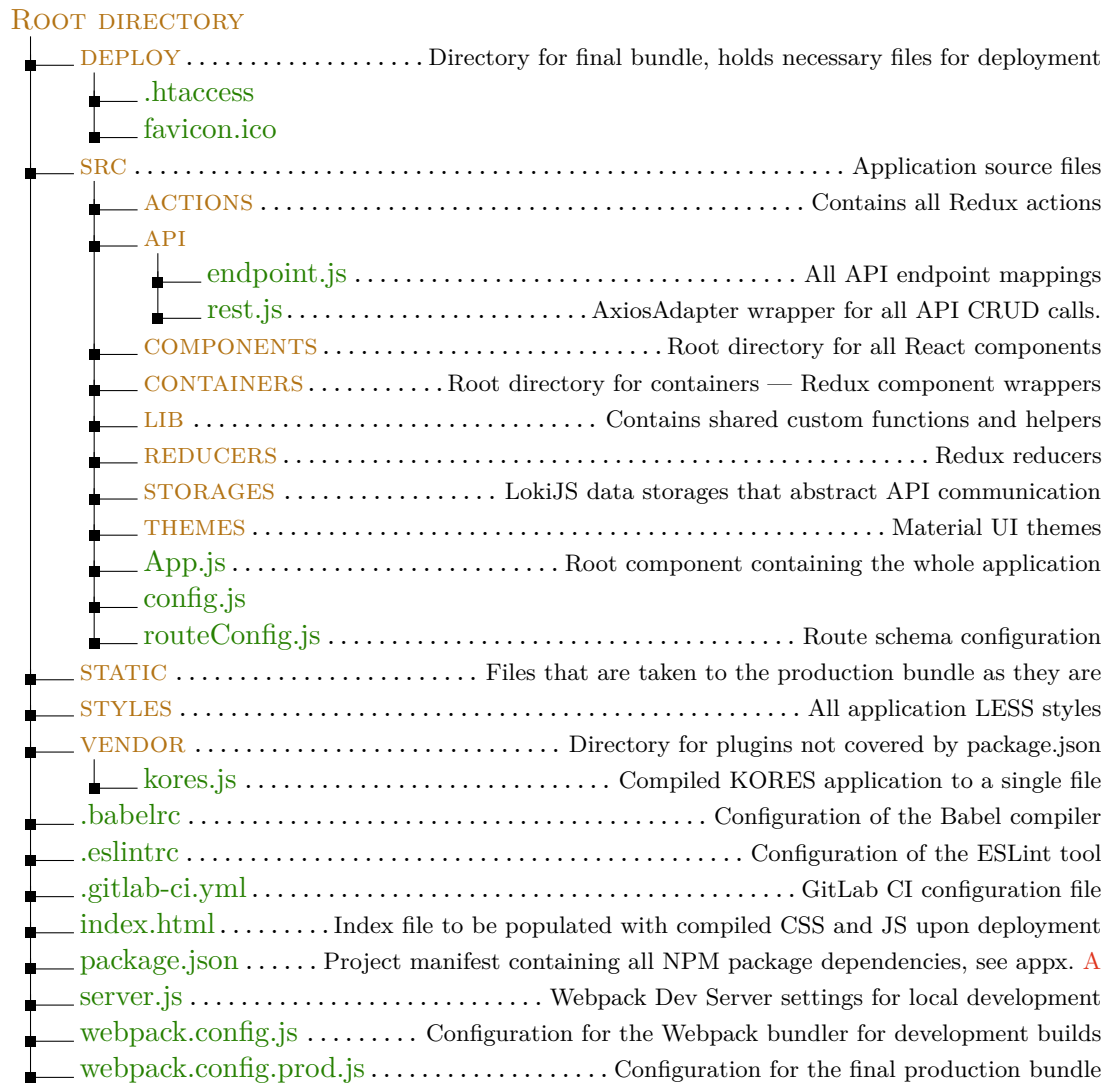 Root directory
deploy ................... Directory for final bundle, holds necessary files for deployment
.htaccess
favicon.ico
src ................................................................ Application source files
actions ................................................ Contains all Redux actions
api
endpoint.js ....................................... All API endpoint mappings
rest.js .......................... AxiosAdapter wrapper for all API CRUD calls.
components .............................. Root directory for all React components
containers ............ Root directory for containers — Redux component wrappers
lib .................................... Contains shared custom functions and helpers
reducers ......................................................... Redux reducers
storages ................... LokiJS data storages that abstract API communication
themes ........................................................ Material UI themes
App.js ............................. Root component containing the whole application
config.js
routeConfig.js ......................................... Route schema configuration
static ........................... Files that are taken to the production bundle as they are
styles ....................................................... All application LESS styles
vendor ................................ Directory for plugins not covered by package.json
kores.js ................................ Compiled KORES application to a single file
.babelrc .............................................. Configuration of the Babel compiler
.eslintrc ................................................. Configuration of the ESLint tool
.gitlab-ci.yml ................................................ GitLab CI configuration file
index.html ......... Index file to be populated with compiled CSS and JS upon deployment
package.json ...... Project manifest containing all NPM package dependencies, see appx. A
server.js ............................... Webpack Dev Server settings for local development
webpack.config.js ......... Configuration for the Webpack bundler for development builds
webpack.config.prod.js ................... Configuration for the final production bundle